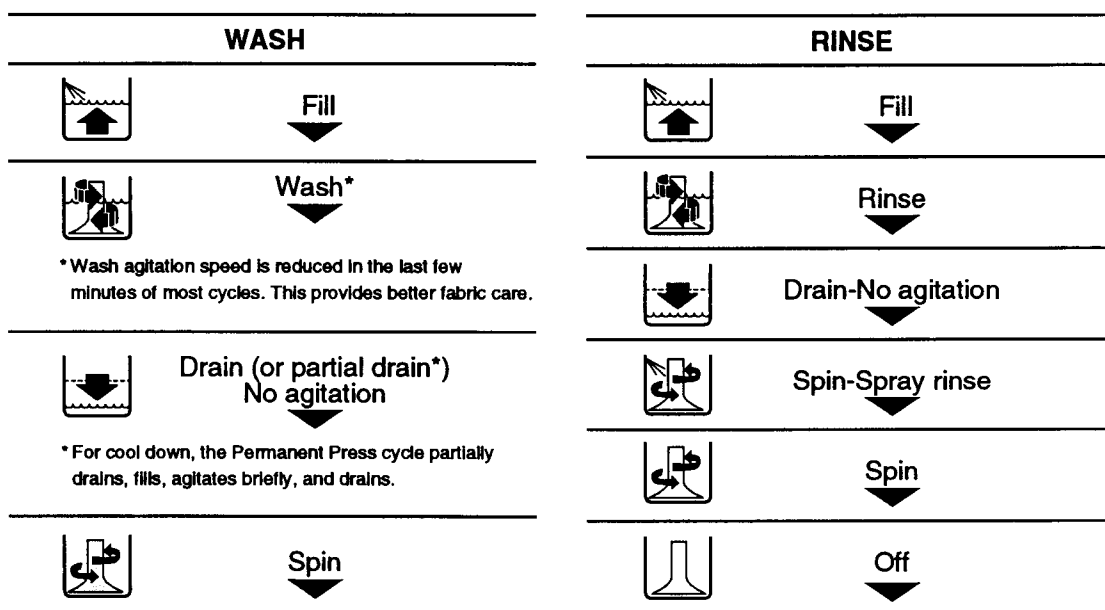 WASH
Fill
Wash*
* Wash agitation speed is reduced in the last few
minutes of most cycles. This provides better fabric care.
Drain (or partial drain*)
No agitation
* For cool down, the Permanent Press cycle partially
drains, fills, agitates briefly, and drains.
Spin
RINSE
Fill
Rinse
Drain-No agitation
Spin-Spray rinse
Spin
Off